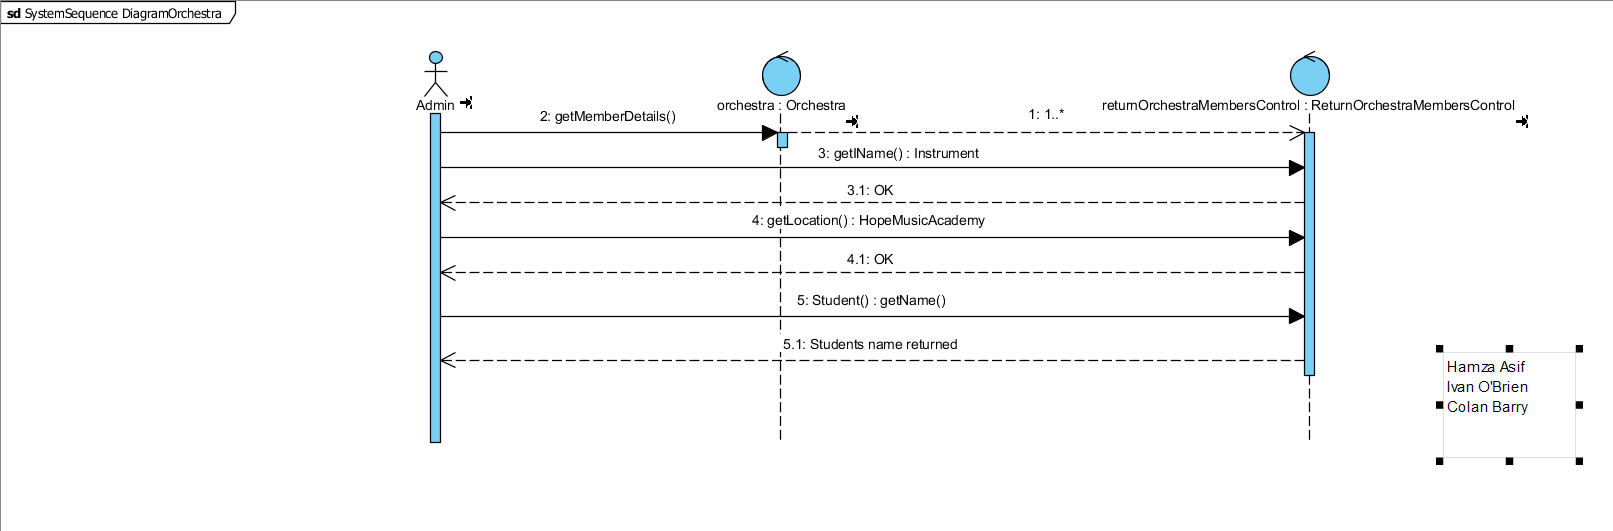 sd SystemSequence DiagramOrchestra
Admin
orchestra : Orchestra
returnOrchestraMembersControl : ReturnOrchestraMembersControl
2: getMemberDetails()
1: 1..*
3: getIName() : Instrument
3.1: OK
4: getLocation() : HopeMusicAcademy
4.1: OK
5: Student() : getName()
5.1: Students name returned
Hamza Asif
Ivan O'Brien
Colan Barry